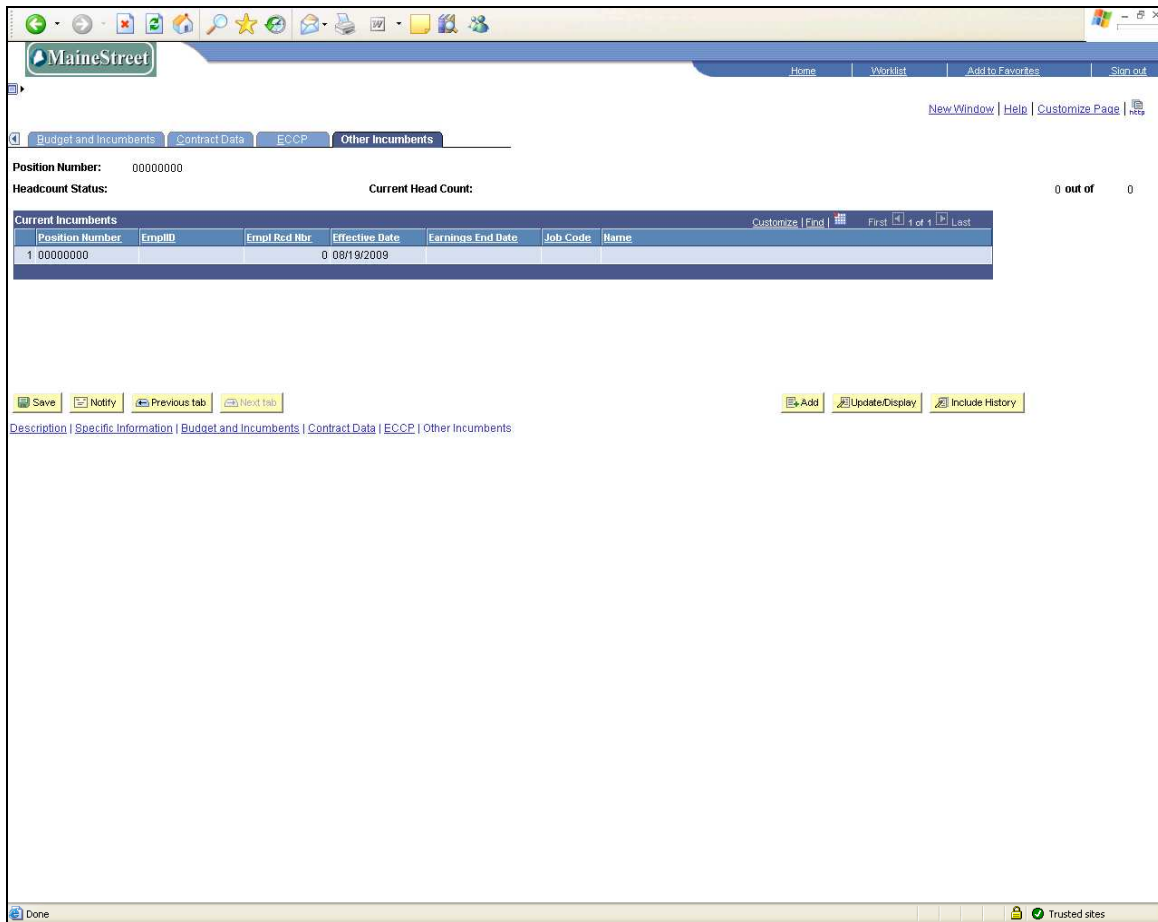 MaineStreet
Home Worklist Add to Favorites Sign out
New Window | Help | Customize Page | http
Budget and Incumbents Contract Data ECCP Other Incumbents
Position Number: 00000000
Headcount Status: Current Head Count: 0 out of 0
Current Incumbents Customize | Find | First 1 of 1 Last
Position Number EmplID Empl Rcd Nbr Effective Date Earnings End Date Job Code Name
1 00000000 0 08/19/2009
Save Notify Previous tab Next tab Add Update/Display Include History
Description | Specific Information | Budget and Incumbents | Contract Data | ECCP | Other Incumbents
Done Trusted sites